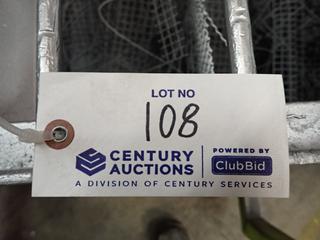 LOT NO
108
CENTURY AUCTIONS
POWERED BY
ClubBid
A DIVISION OF CENTURY SERVICES